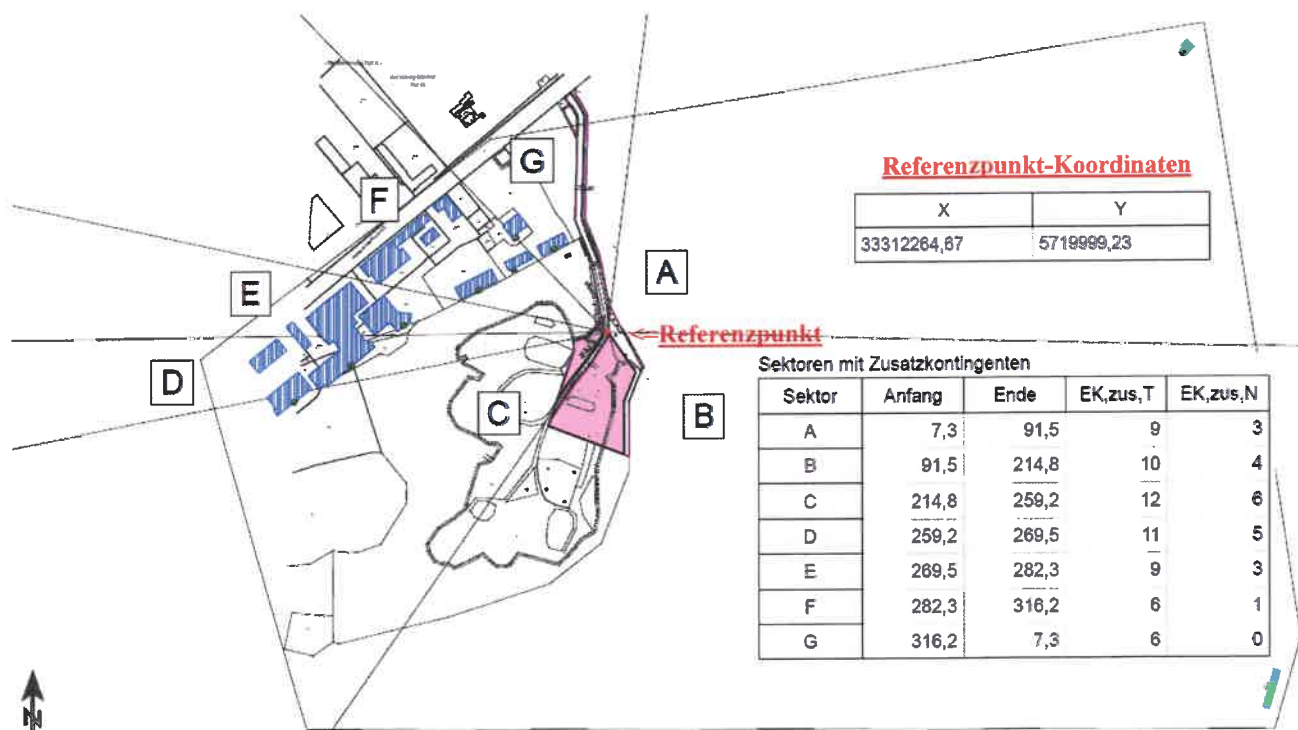 G
F
Referenzpunkt-Koordinaten
X Y
33312264,67 5719999,23
A
E
Referenzpunkt
D
C
B
Sektoren mit Zusatzkontingenten
Sektor Anfang Ende EK,zus,T EK,zus,N
A 7,3 91,5 9 3
B 91,5 214,8 10 4
C 214,8 259,2 12 6
D 259,2 269,5 11 5
E 269,5 282,3 9 3
F 282,3 316,2 6 1
G 316,2 7,3 6 0
N